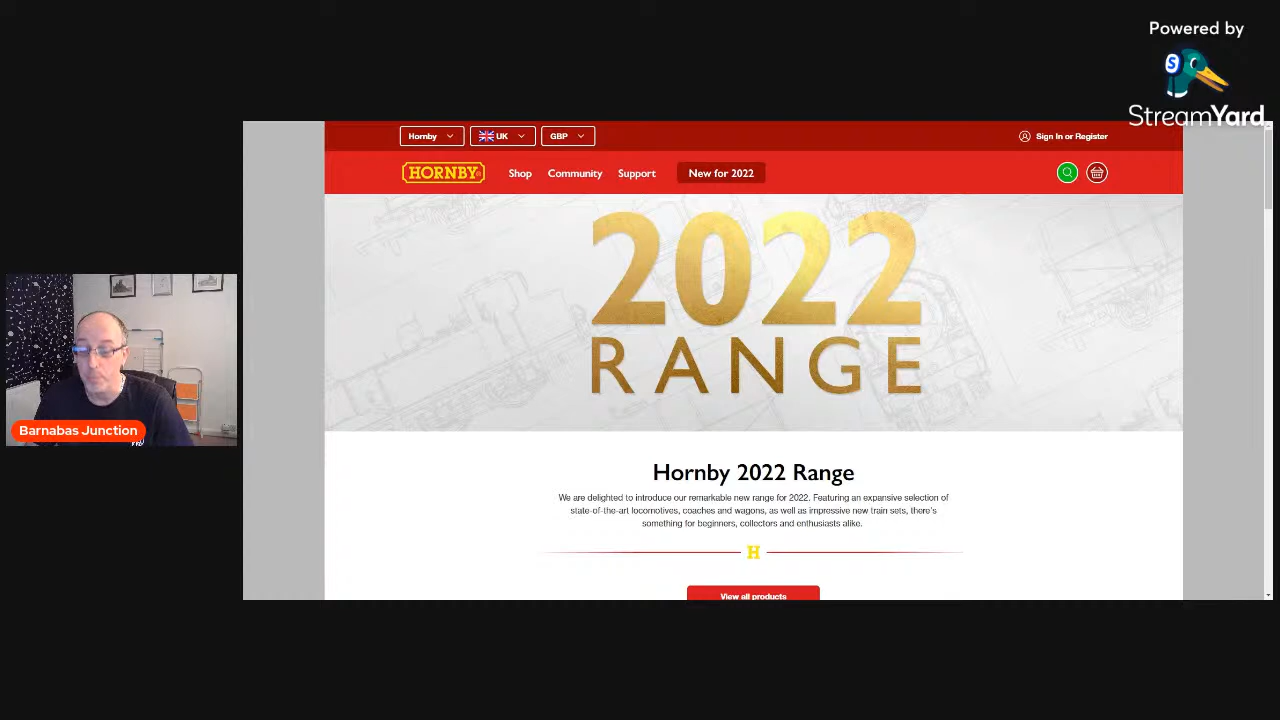 Powered by
StreamYard
Hornby UK GBP Sign In or Register
HORNBY Shop Community Support New for 2022
2022
RANGE
Hornby 2022 Range
We are delighted to introduce our remarkable new range for 2022. Featuring an expansive selection of
state-of-the-art locomotives, coaches and wagons, as well as impressive new train sets, there's
something for beginners, collectors and enthusiasts alike.
H
View all products
Barnabas Junction